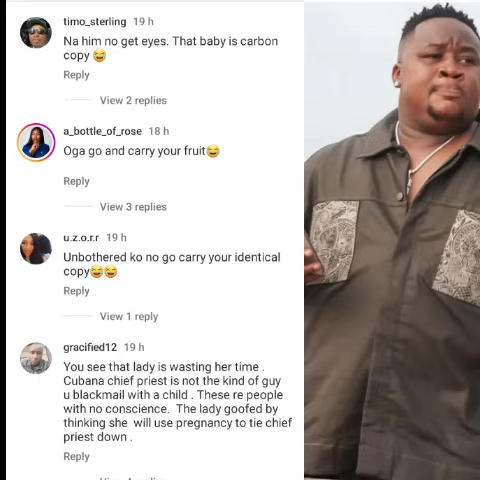 timo_sterling 19 h
Na him no get eyes. That baby is carbon
copy 😂
Reply
View 2 replies
a_bottle_of_rose 18 h
Oga go and carry your fruit😂
Reply
View 3 replies
u.z.o.r.r 19 h
Unbothered ko no go carry your identical
copy😂😂
Reply
View 1 reply
gracified12 19 h
You see that lady is wasting her time .
Cubana chief priest is not the kind of guy
u blackmail with a child . These re people
with no conscience. The lady goofed by
thinking she will use pregnancy to tie chief
priest down .
Reply